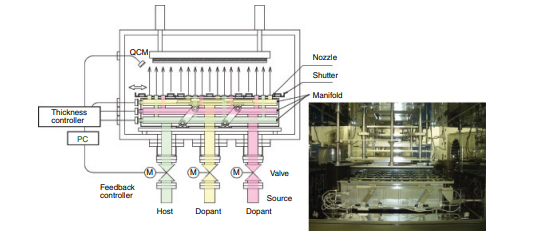 QCM
Nozzle
Shutter
Manifold
Thickness
controller
PC
M
M
M
Valve
Feedback
controller
Source
Host
Dopant
Dopant